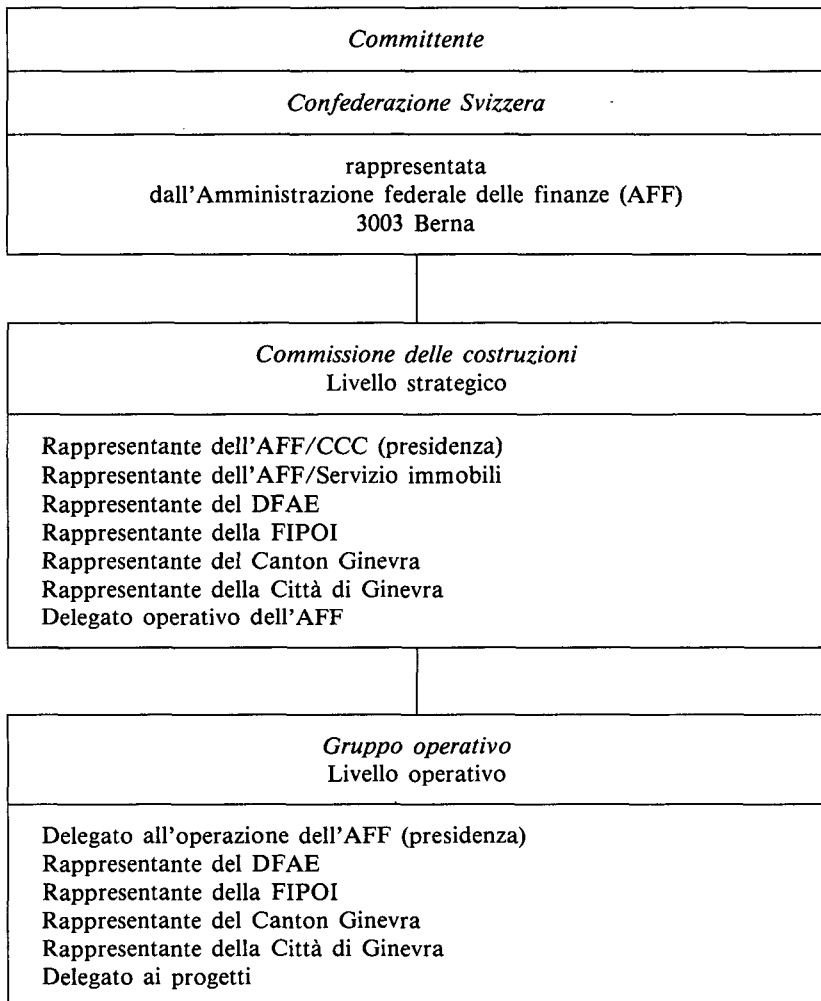 Committente
Confederazione Svizzera
rappresentata
dall'Amministrazione federale delle finanze (AFF)
3003 Berna
Commissione delle costruzioni
Livello strategico
Rappresentante dell'AFF/CCC (presidenza)
Rappresentante dell'AFF/Servizio immobili
Rappresentante del DFAE
Rappresentante della FIPOI
Rappresentante del Canton Ginevra
Rappresentante della Città di Ginevra
Delegato operativo dell'AFF
Gruppo operativo
Livello operativo
Delegato all'operazione dell'AFF (presidenza)
Rappresentante del DFAE
Rappresentante della FIPOI
Rappresentante del Canton Ginevra
Rappresentante della Città di Ginevra
Delegato ai progetti